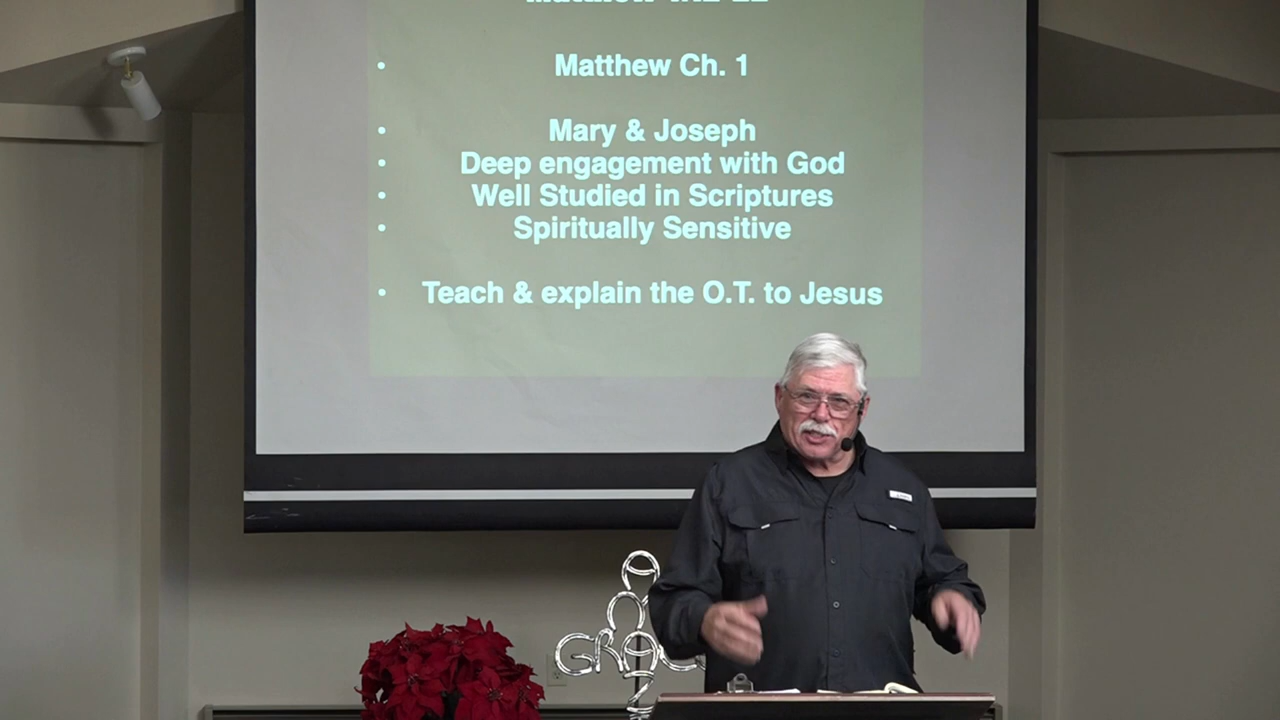 Matthew Ch. 1
Mary & Joseph
Deep engagement with God
Well Studied in Scriptures
Spiritually Sensitive
Teach & explain the O.T. to Jesus